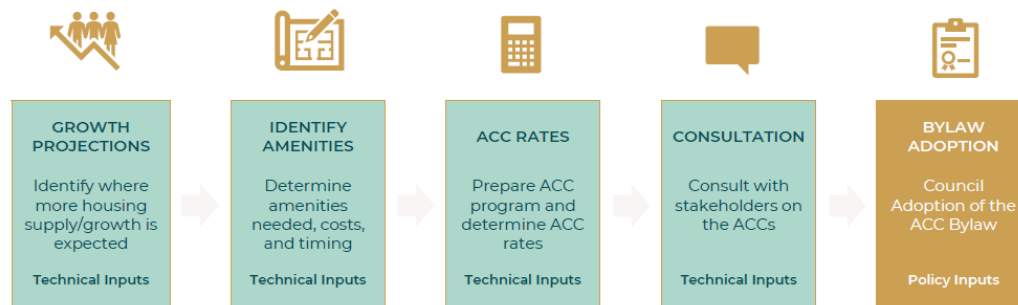 GROWTH
PROJECTIONS
Identify where
more housing
supply/growth is
expected
Technical Inputs
IDENTIFY
AMENITIES
Determine
amenities
needed, costs,
and timing
Technical Inputs
ACC RATES
Prepare ACC
program and
determine ACC
rates
Technical Inputs
CONSULTATION
Consult with
stakeholders on
the ACCs
Technical Inputs
BYLAW
ADOPTION
Council
Adoption of the
ACC Bylaw
Policy Inputs